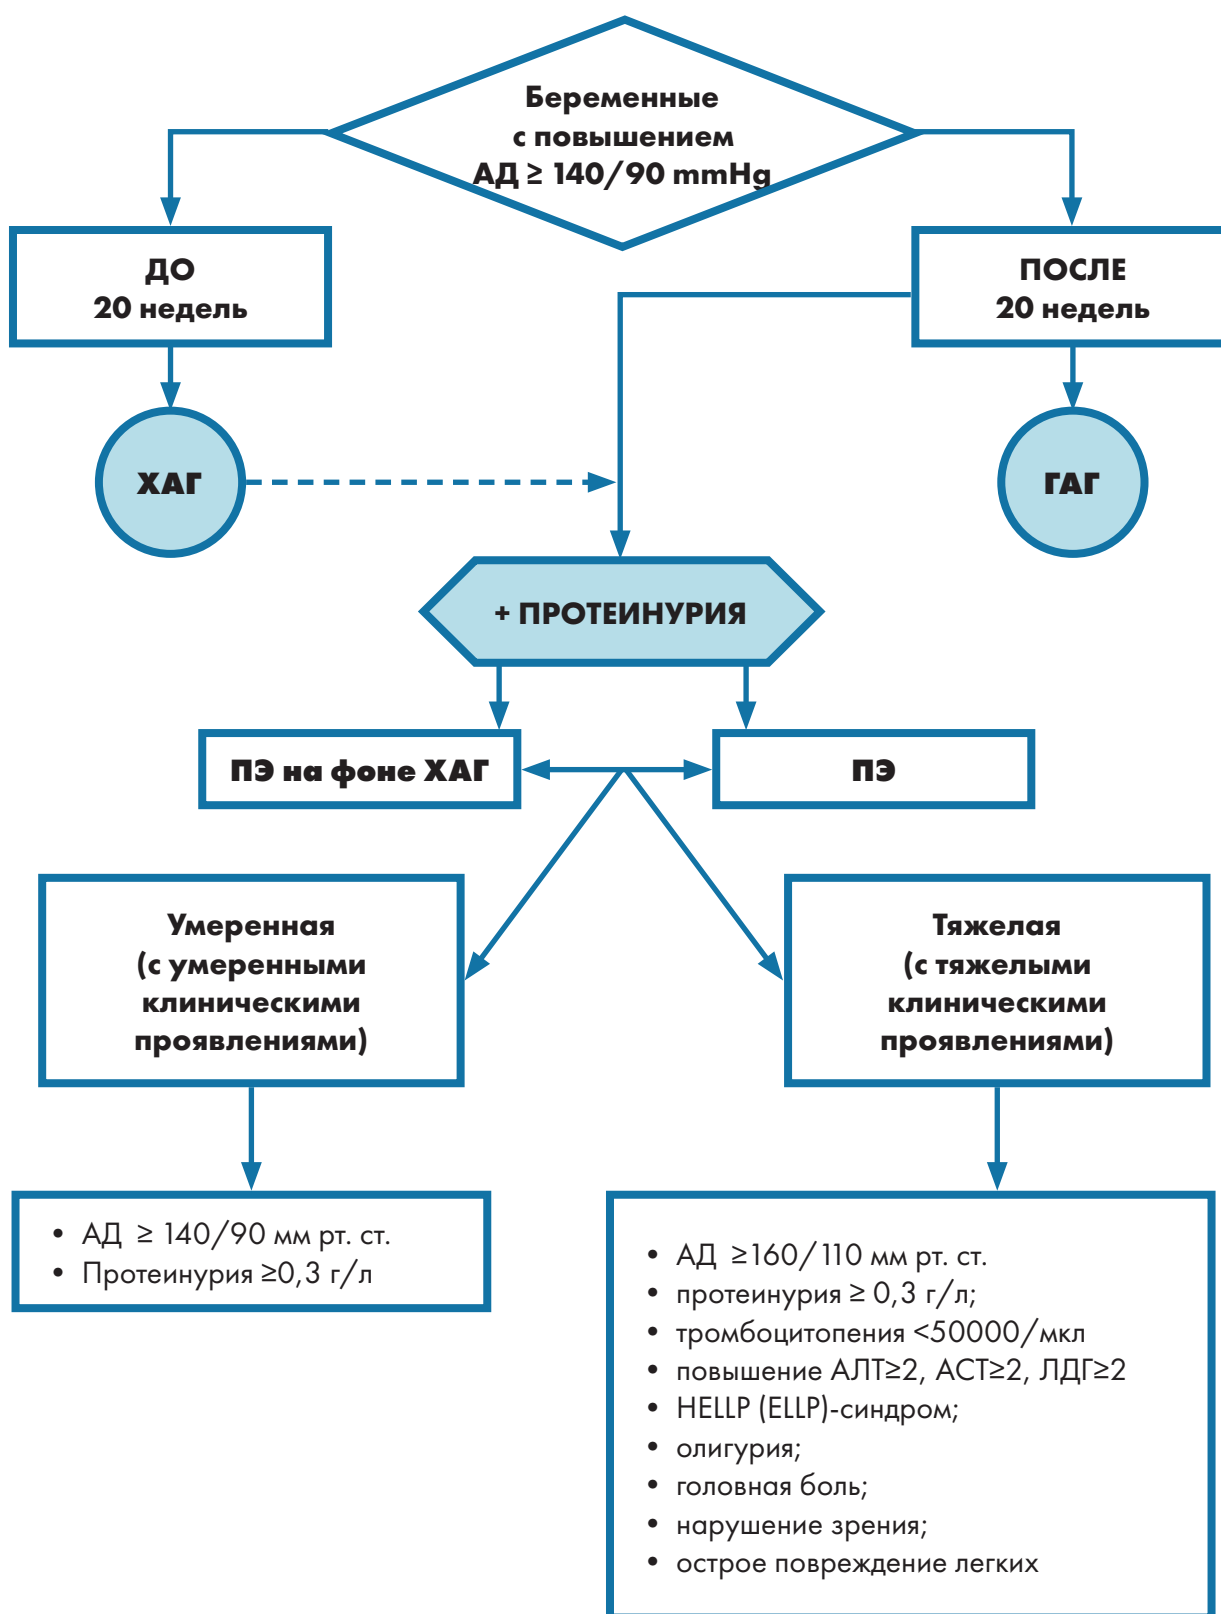 Беременные
с повышением
АД ≥ 140/90 mmHg
ДО
20 недель
ПОСЛЕ
20 недель
ХАГ
ГАГ
+ ПРОТЕИНУРИЯ
ПЭ на фоне ХАГ
ПЭ
Умеренная
(с умеренными
клиническими
проявлениями)
Тяжелая
(с тяжелыми
клиническими
проявлениями)
• АД ≥ 140/90 мм рт. ст.
• Протеинурия ≥0,3 г/л
• АД ≥160/110 мм рт. ст.
• протеинурия ≥ 0,3 г/л;
• тромбоцитопения <50000/мкл
• повышение АЛТ≥2, АСТ≥2, ЛДГ≥2
• HELLP (ELLP)-синдром;
• олигурия;
• головная боль;
• нарушение зрения;
• острое повреждение легких